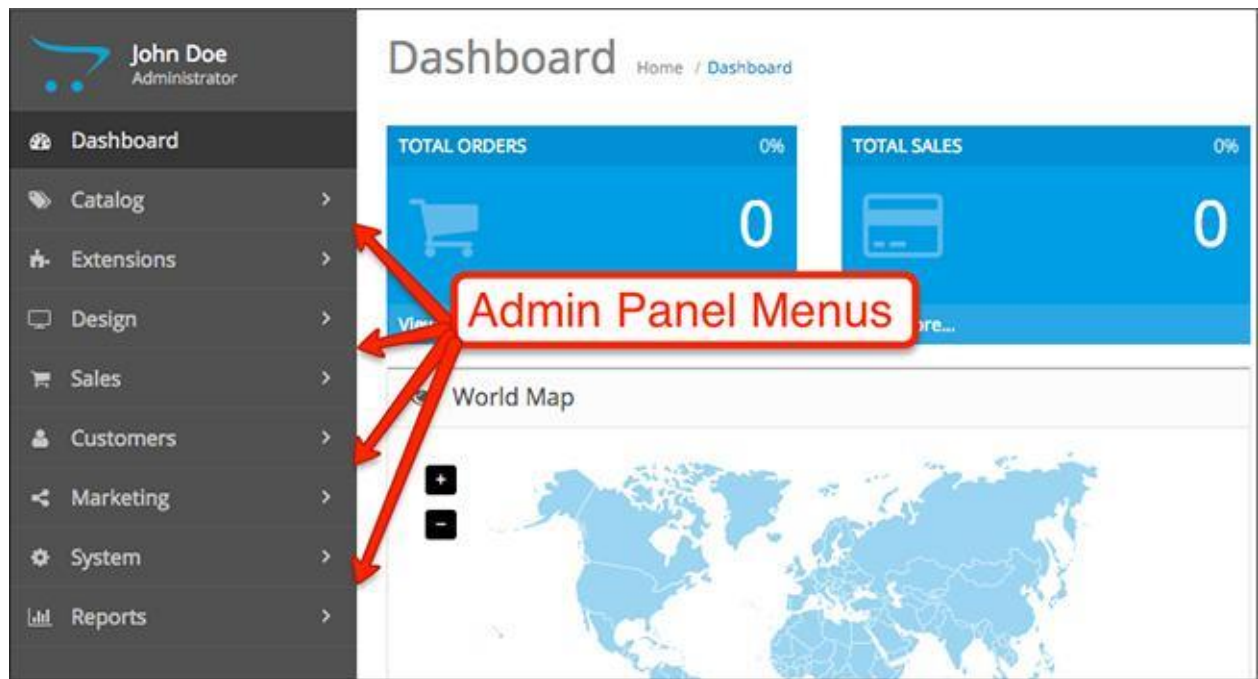 John Doe
Administrator
Dashboard
Catalog
Extensions
Design
Sales
Customers
Marketing
System
Reports
Dashboard Home / Dashboard
TOTAL ORDERS 0%
0
TOTAL SALES 0%
0
Admin Panel Menus
World Map
+
-